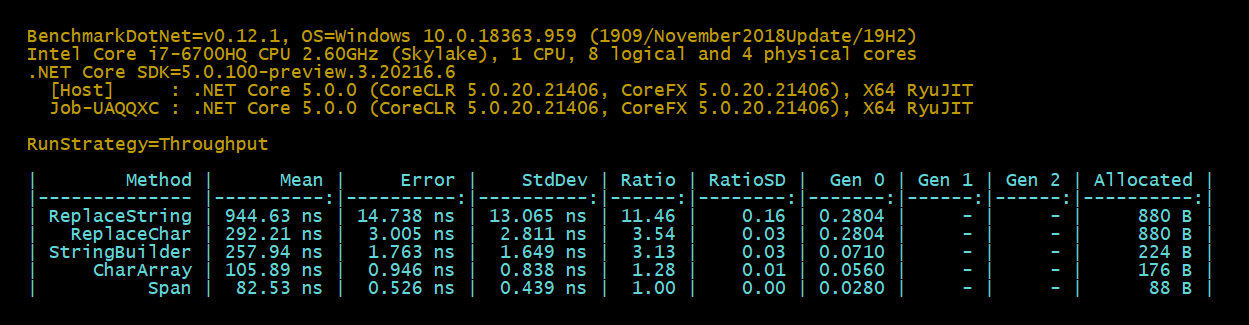 BenchmarkDotNet=v0.12.1, OS=Windows 10.0.18363.959 (1909/November2018Update/19H2)
Intel Core i7-6700HQ CPU 2.60GHz (Skylake), 1 CPU, 8 logical and 4 physical cores
.NET Core SDK=5.0.100-preview.3.20216.6
  [Host]     : .NET Core 5.0.0 (CoreCLR 5.0.20.21406, CoreFX 5.0.20.21406), X64 RyuJIT
  Job-UAQQXC : .NET Core 5.0.0 (CoreCLR 5.0.20.21406, CoreFX 5.0.20.21406), X64 RyuJIT
RunStrategy=Throughput
|        Method |      Mean |     Error |    StdDev | Ratio | RatioSD |  Gen 0 | Gen 1 | Gen 2 | Allocated |
|-------------- |----------:|----------:|----------:|------:|--------:|-------:|------:|------:|----------:|
| ReplaceString | 944.63 ns | 14.738 ns | 13.065 ns | 11.46 |    0.16 | 0.2804 |     - |     - |     880 B |
|   ReplaceChar | 292.21 ns |  3.005 ns |  2.811 ns |  3.54 |    0.03 | 0.2804 |     - |     - |     880 B |
| StringBuilder | 257.94 ns |  1.763 ns |  1.649 ns |  3.13 |    0.03 | 0.0710 |     - |     - |     224 B |
|     CharArray | 105.89 ns |  0.946 ns |  0.838 ns |  1.28 |    0.01 | 0.0560 |     - |     - |     176 B |
|          Span |  82.53 ns |  0.526 ns |  0.439 ns |  1.00 |    0.00 | 0.0280 |     - |     - |      88 B |